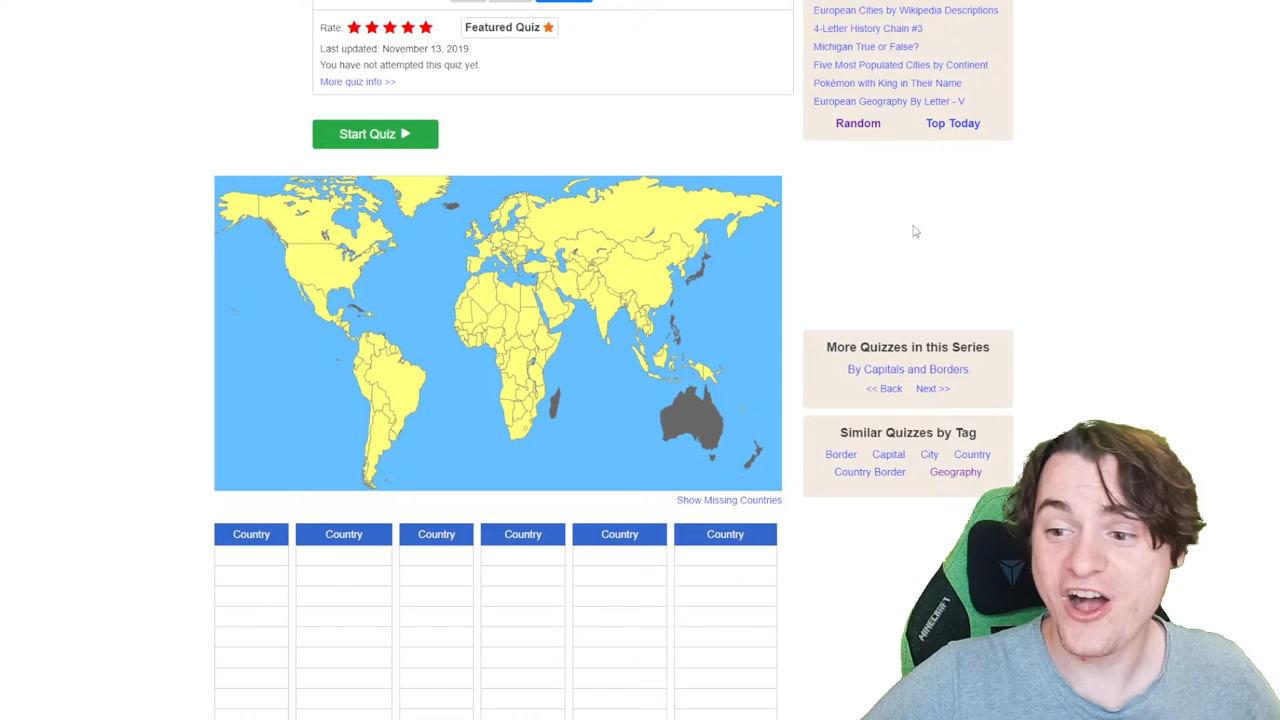 Rate:
Featured Quiz
Last updated: November 13, 2019
You have not attempted this quiz yet.
More quiz info >>
Start Quiz
European Cities by Wikipedia Descriptions
4-Letter History Chain #3
Michigan True or False?
Five Most Populated Cities by Continent
Pokémon with King in Their Name
European Geography By Letter - V
Random Top Today
More Quizzes in this Series
By Capitals and Borders
<< Back Next >>
Similar Quizzes by Tag
Border Capital City Country
Country Border Geography
Show Missing Countries
Country Country Country Country Country Country
MINECRAFT